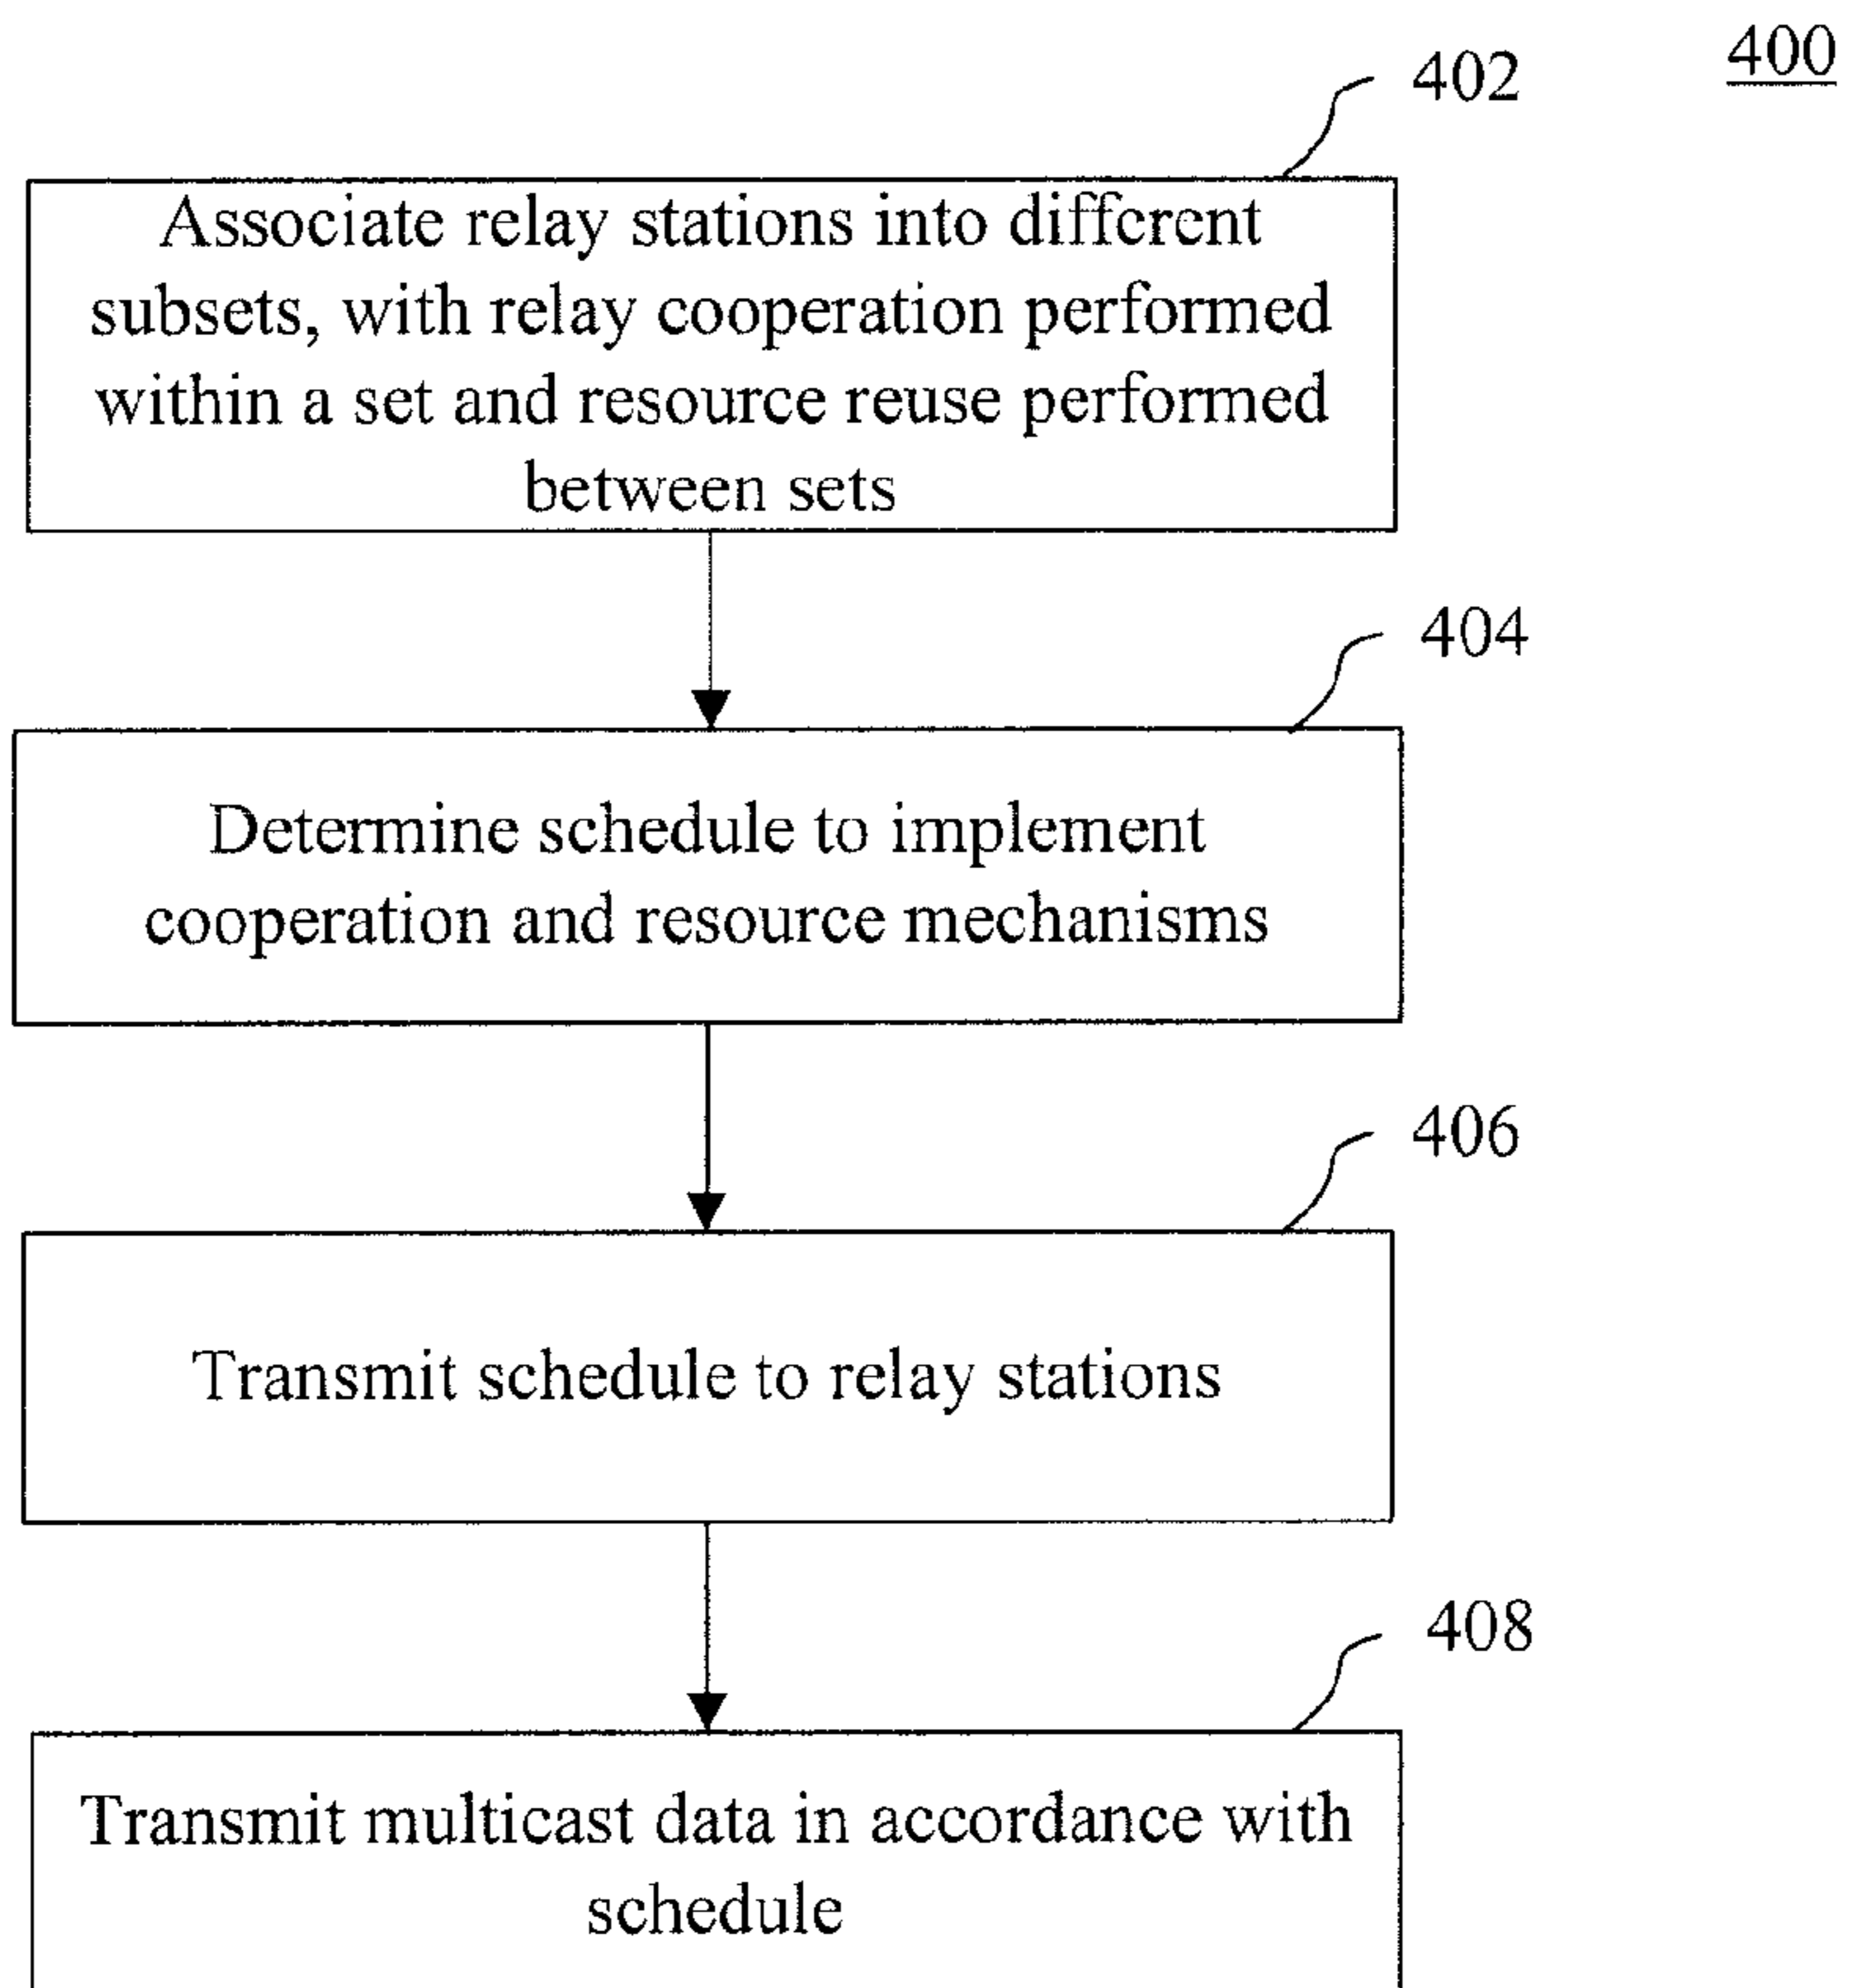 400
402
Associate relay stations into different
subsets, with relay cooperation performed
within a set and resource reuse performed
between sets
404
Determine schedule to implement
cooperation and resource mechanisms
406
Transmit schedule to relay stations
408
Transmit multicast data in accordance with
schedule